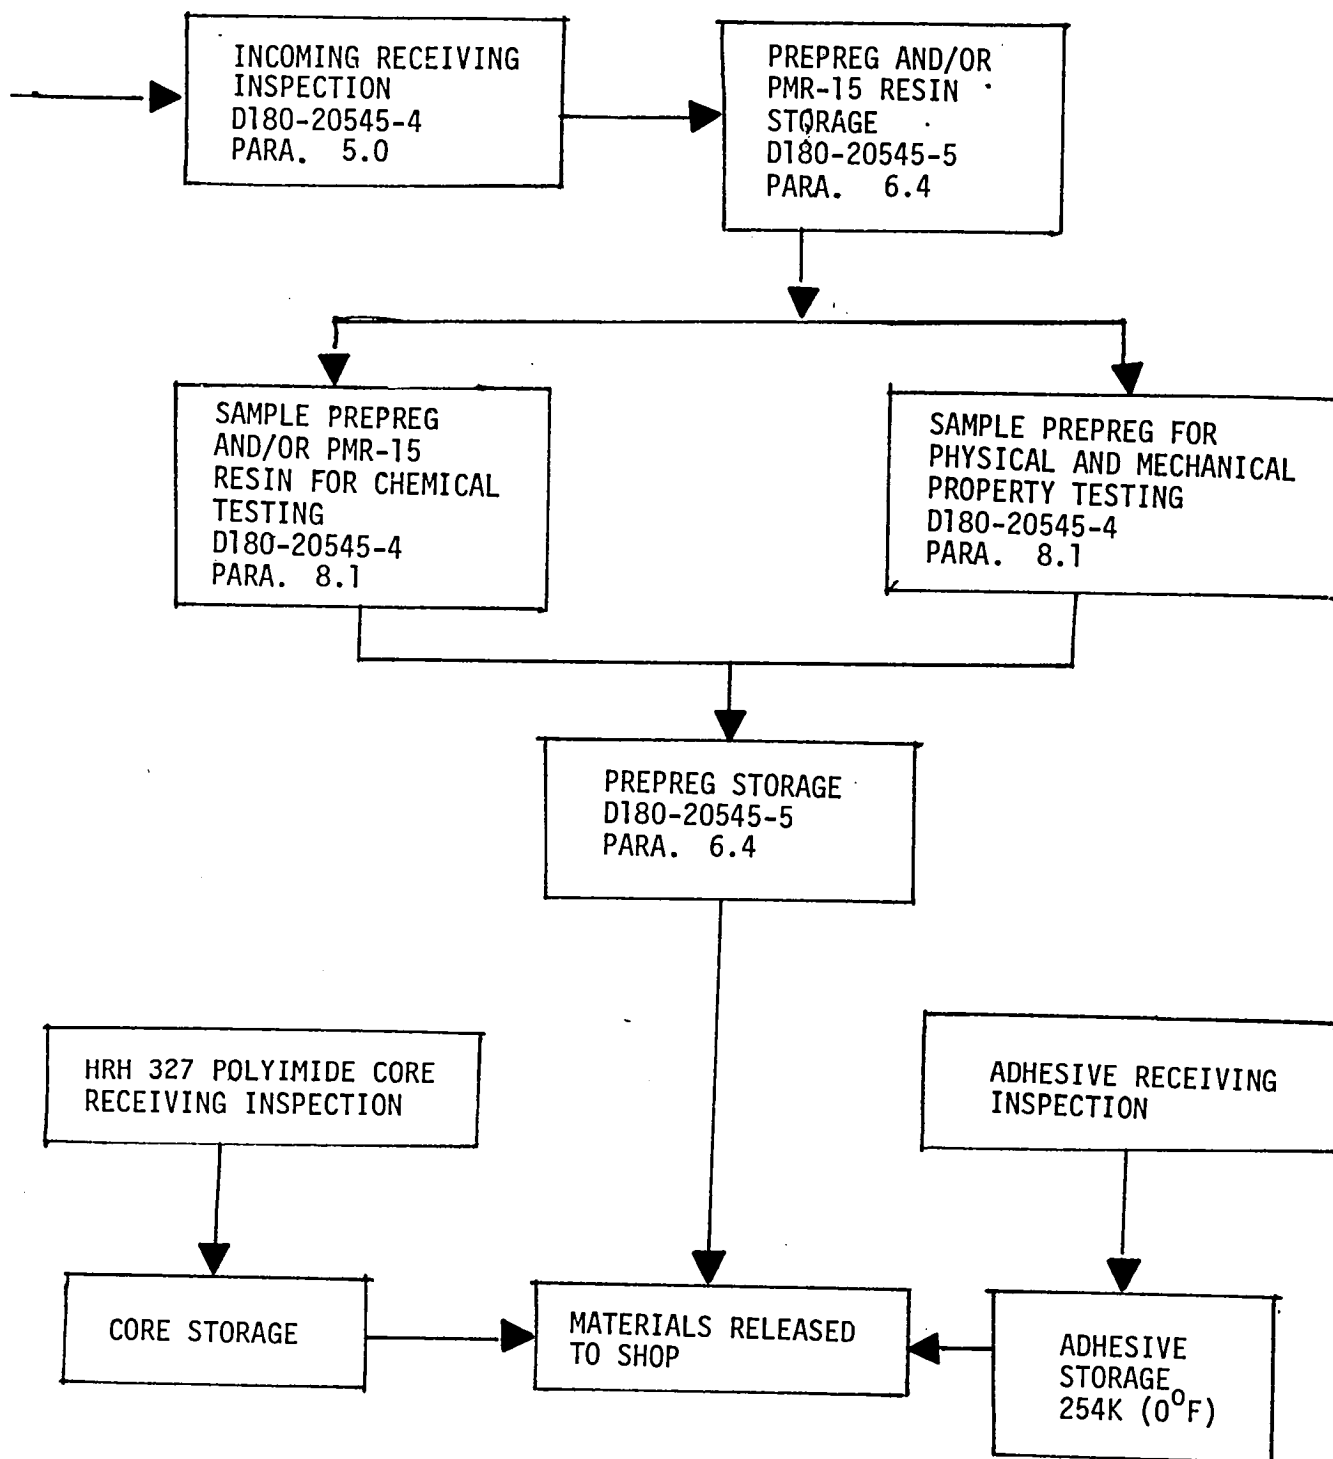 INCOMING RECEIVING
INSPECTION
D180-20545-4
PARA. 5.0
PREPREG AND/OR
PMR-15 RESIN
STORAGE
D180-20545-5
PARA. 6.4
SAMPLE PREPREG
AND/OR PMR-15
RESIN FOR CHEMICAL
TESTING
D180-20545-4
PARA. 8.1
SAMPLE PREPREG FOR
PHYSICAL AND MECHANICAL
PROPERTY TESTING
D180-20545-4
PARA. 8.1
PREPREG STORAGE
D180-20545-5
PARA. 6.4
HRH 327 POLYIMIDE CORE
RECEIVING INSPECTION
ADHESIVE RECEIVING
INSPECTION
CORE STORAGE
MATERIALS RELEASED
TO SHOP
ADHESIVE
STORAGE
254K (0°F)